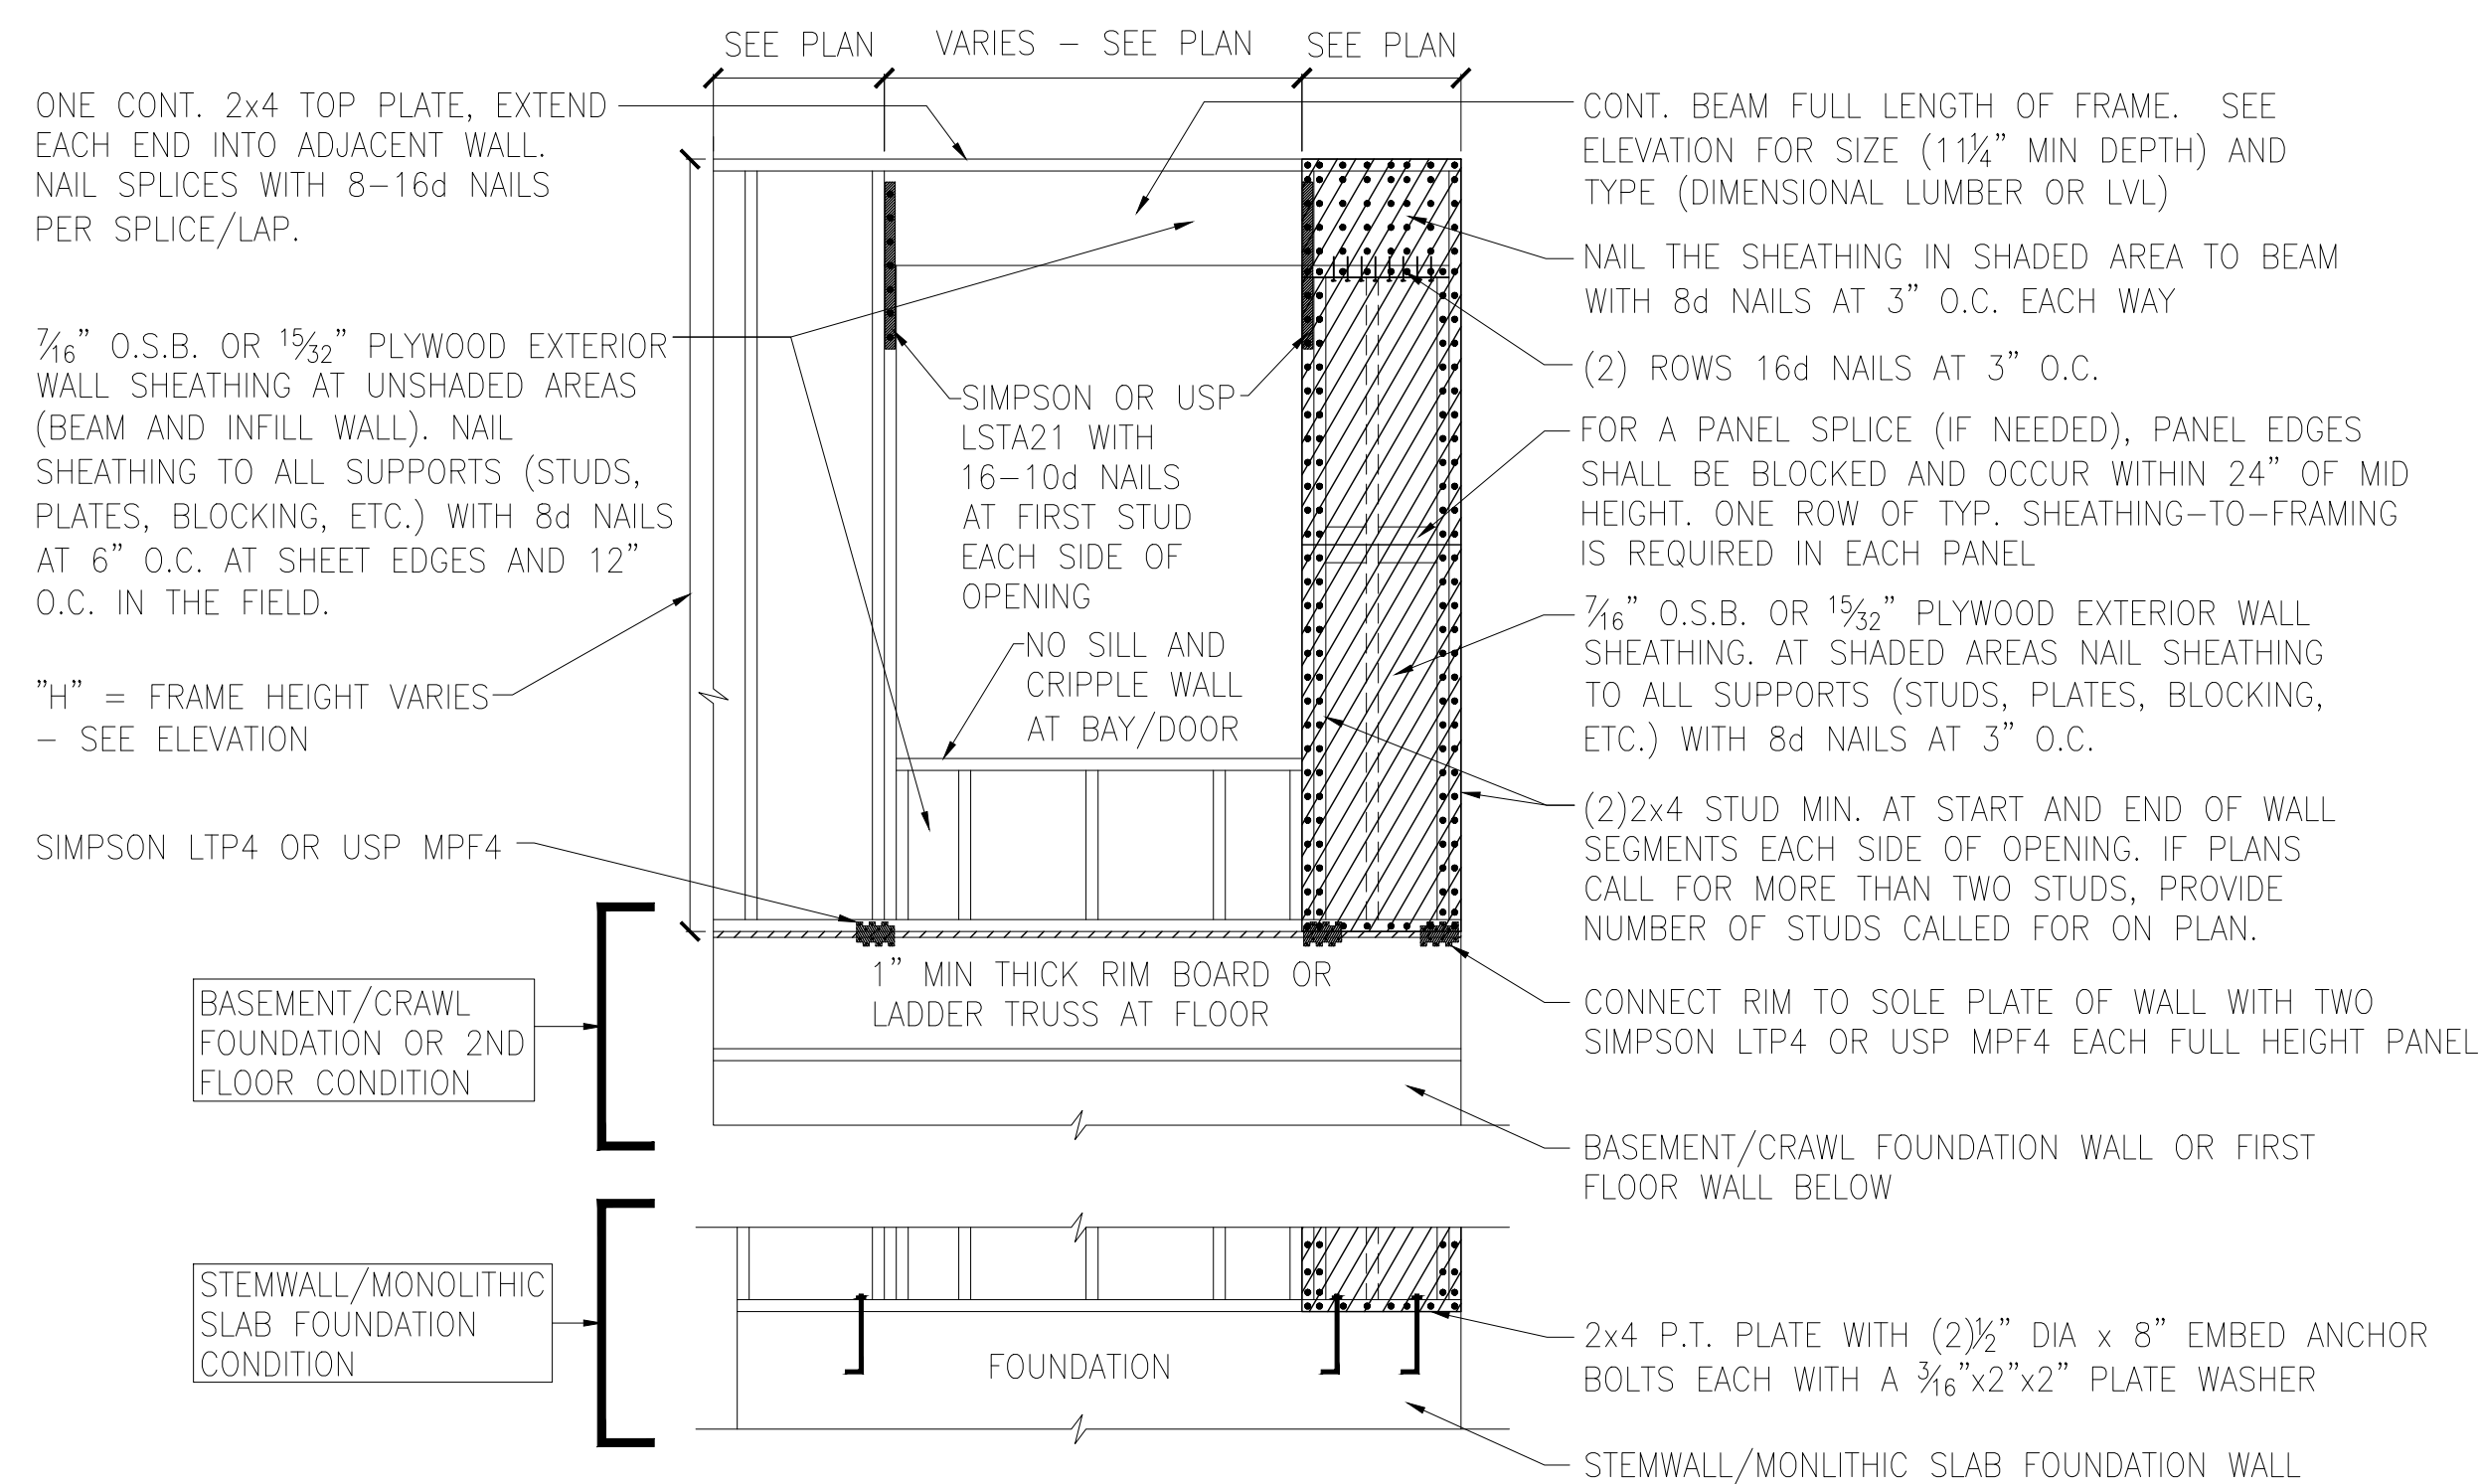 SEE PLAN
VARIES – SEE PLAN
SEE PLAN
ONE CONT. 2x4 TOP PLATE, EXTEND
EACH END INTO ADJACENT WALL.
NAIL SPLICES WITH 8–16d NAILS
PER SPLICE/LAP.
7/16" O.S.B. OR 15/32" PLYWOOD EXTERIOR
WALL SHEATHING AT UNSHADED AREAS
(BEAM AND INFILL WALL). NAIL
SHEATHING TO ALL SUPPORTS (STUDS,
PLATES, BLOCKING, ETC.) WITH 8d NAILS
AT 6" O.C. AT SHEET EDGES AND 12"
O.C. IN THE FIELD.
"H" = FRAME HEIGHT VARIES
– SEE ELEVATION
SIMPSON LTP4 OR USP MPF4
BASEMENT/CRAWL
FOUNDATION OR 2ND
FLOOR CONDITION
STEMWALL/MONOLITHIC
SLAB FOUNDATION
CONDITION
SIMPSON OR USP
LSTA21 WITH
16–10d NAILS
AT FIRST STUD
EACH SIDE OF
OPENING
NO SILL AND
CRIPPLE WALL
AT BAY/DOOR
1" MIN THICK RIM BOARD OR
LADDER TRUSS AT FLOOR
FOUNDATION
CONT. BEAM FULL LENGTH OF FRAME. SEE
ELEVATION FOR SIZE (11¼" MIN DEPTH) AND
TYPE (DIMENSIONAL LUMBER OR LVL)
NAIL THE SHEATHING IN SHADED AREA TO BEAM
WITH 8d NAILS AT 3" O.C. EACH WAY
(2) ROWS 16d NAILS AT 3" O.C.
FOR A PANEL SPLICE (IF NEEDED), PANEL EDGES
SHALL BE BLOCKED AND OCCUR WITHIN 24" OF MID
HEIGHT. ONE ROW OF TYP. SHEATHING–TO–FRAMING
IS REQUIRED IN EACH PANEL
7/16" O.S.B. OR 15/32" PLYWOOD EXTERIOR WALL
SHEATHING. AT SHADED AREAS NAIL SHEATHING
TO ALL SUPPORTS (STUDS, PLATES, BLOCKING,
ETC.) WITH 8d NAILS AT 3" O.C.
(2)2x4 STUD MIN. AT START AND END OF WALL
SEGMENTS EACH SIDE OF OPENING. IF PLANS
CALL FOR MORE THAN TWO STUDS, PROVIDE
NUMBER OF STUDS CALLED FOR ON PLAN.
CONNECT RIM TO SOLE PLATE OF WALL WITH TWO
SIMPSON LTP4 OR USP MPF4 EACH FULL HEIGHT PANEL
BASEMENT/CRAWL FOUNDATION WALL OR FIRST
FLOOR WALL BELOW
2x4 P.T. PLATE WITH (2)½" DIA x 8" EMBED ANCHOR
BOLTS EACH WITH A 3/16"x2"x2" PLATE WASHER
STEMWALL/MONLITHIC SLAB FOUNDATION WALL